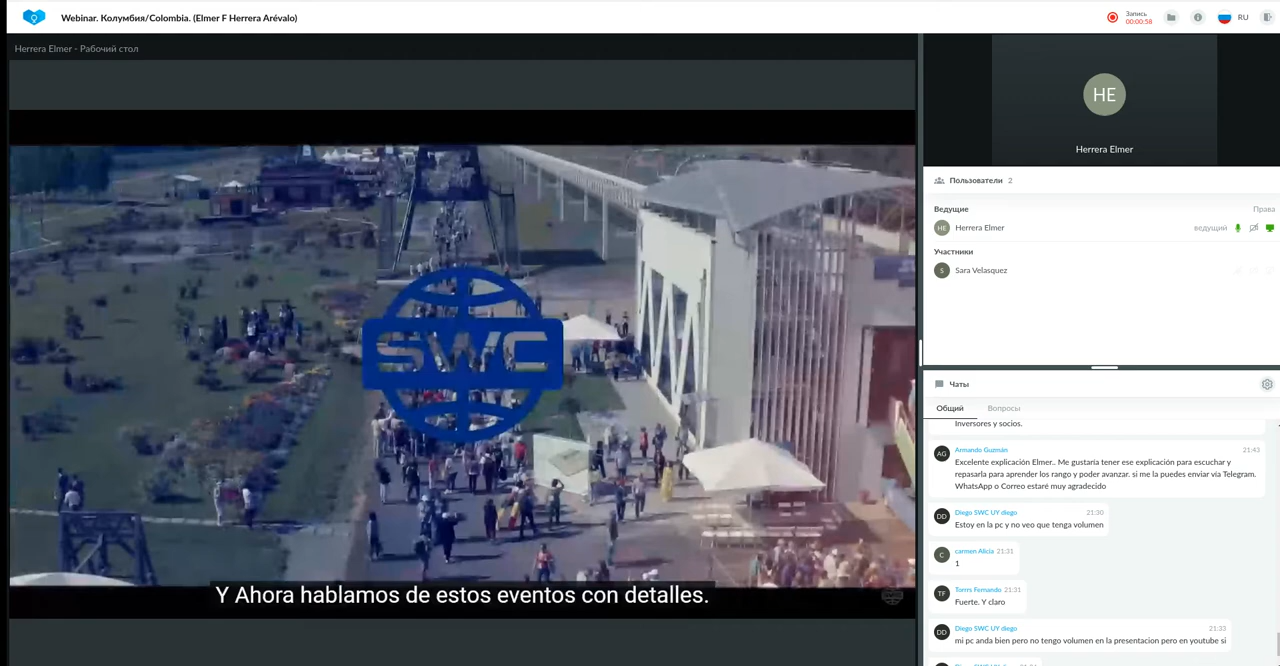 Webinar. Колумбия/Colombia. (Elmer F Herrera Arévalo)
Запись
00:00:58
RU
Herrera Elmer - Рабочий стол
SWC
Y Ahora hablamos de estos eventos con detalles.
HE
Herrera Elmer
Пользователи 2
Ведущие
Права
HE
Herrera Elmer
ведущий
Участники
S
Sara Velasquez
Чаты
Общий
Вопросы
Inversores y socios.
AG
Armando Guzmán
21:43
Excelente explicación Elmer.. Me gustaría tener ese explicación para escuchar y
repasarla para aprender los rango y poder avanzar. si me la puedes enviar vía Telegram.
WhatsApp o Correo estaré muy agradecido
DD
Diego SWC UY diego
21:30
Estoy en la pc y no veo que tenga volumen
C
carmen Alicia 21:31
1
TF
Torrrs Fernando 21:31
Fuerte. Y claro
DD
Diego SWC UY diego
21:33
mi pc anda bien pero no tengo volumen en la presentacion pero en youtube si